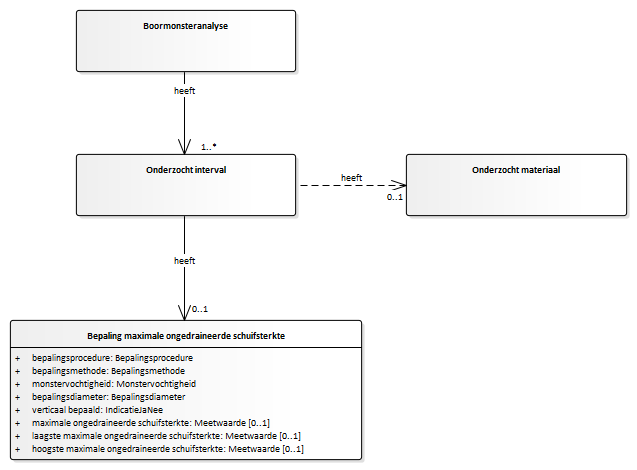 Boormonsteranalyse
heeft
1..*
Onderzocht interval
heeft
0..1
Onderzocht materiaal
heeft
0..1
Bepaling maximale ongedraineerde schuifsterkte
+ bepalingsprocedure: Bepalingsprocedure
+ bepalingsmethode: Bepalingsmethode
+ monstervochtigheid: Monstervochtigheid
+ bepalingsdiameter: Bepalingsdiameter
+ verticaal bepaald: IndicatieJaNee
+ maximale ongedraineerde schuifsterkte: Meetwaarde [0..1]
+ laagste maximale ongedraineerde schuifsterkte: Meetwaarde [0..1]
+ hoogste maximale ongedraineerde schuifsterkte: Meetwaarde [0..1]